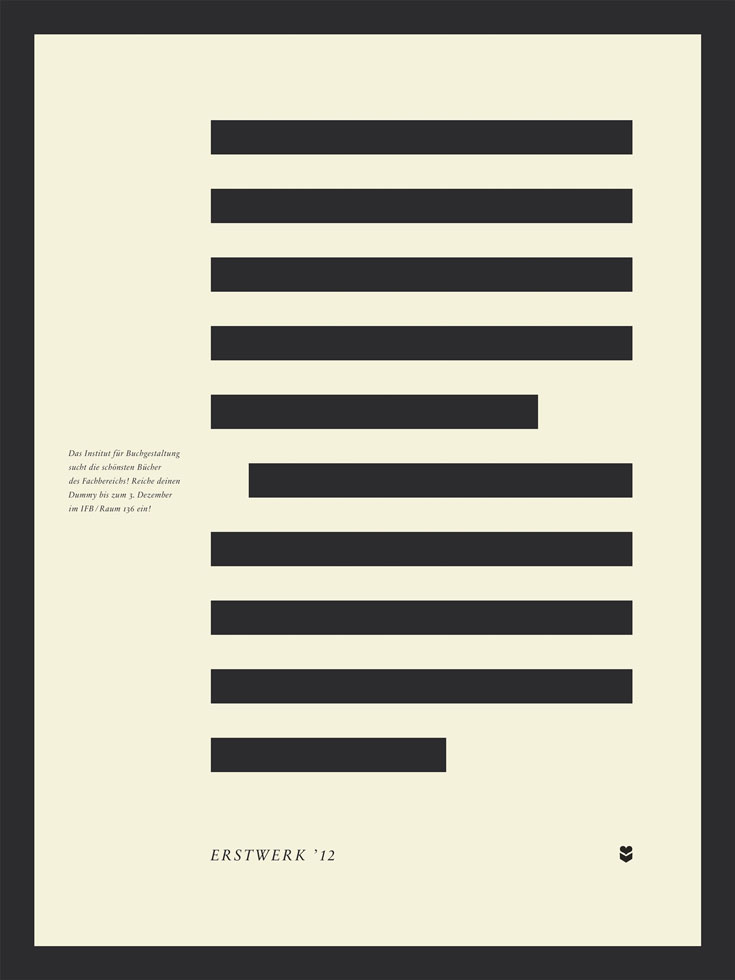 Das Institut für Buchgestaltung
sucht die schönsten Bücher
des Fachbereichs! Reiche deinen
Dummy bis zum 3. Dezember
im IFB/Raum 136 ein!
ERSTWERK ’12